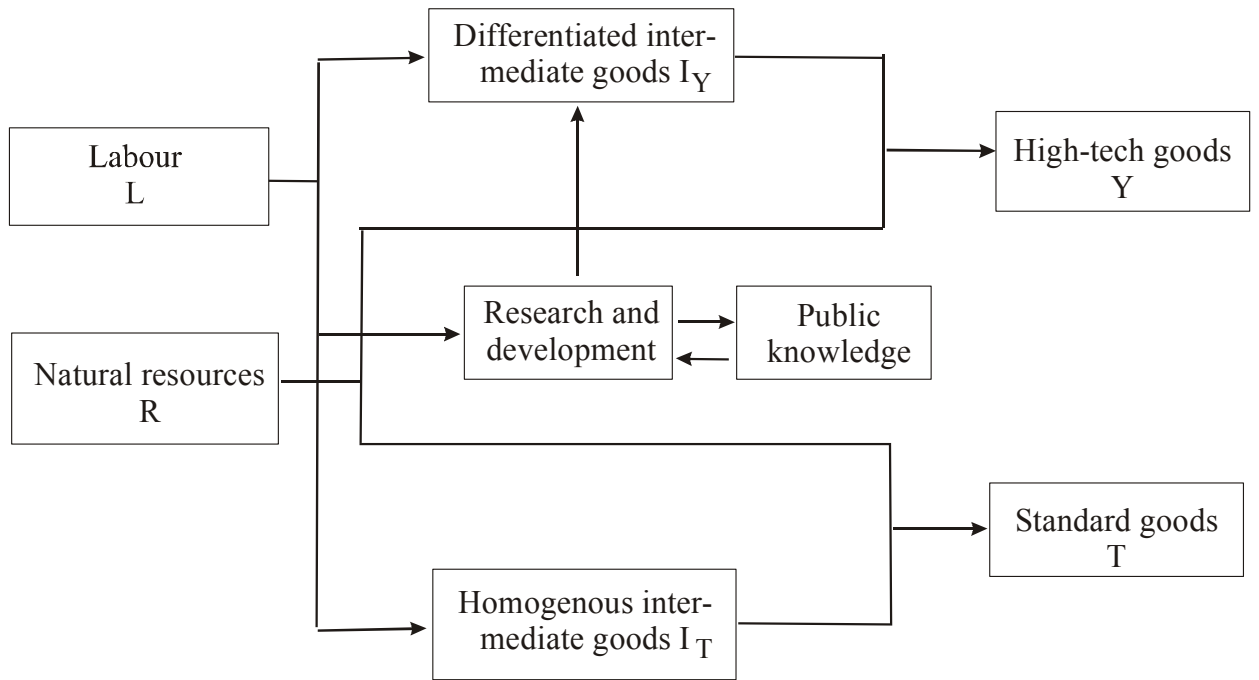 Differentiated inter-
mediate goods I_Y
Labour
L
High-tech goods
Y
Research and
development
Public
knowledge
Natural resources
R
Standard goods
T
Homogenous inter-
mediate goods I_T